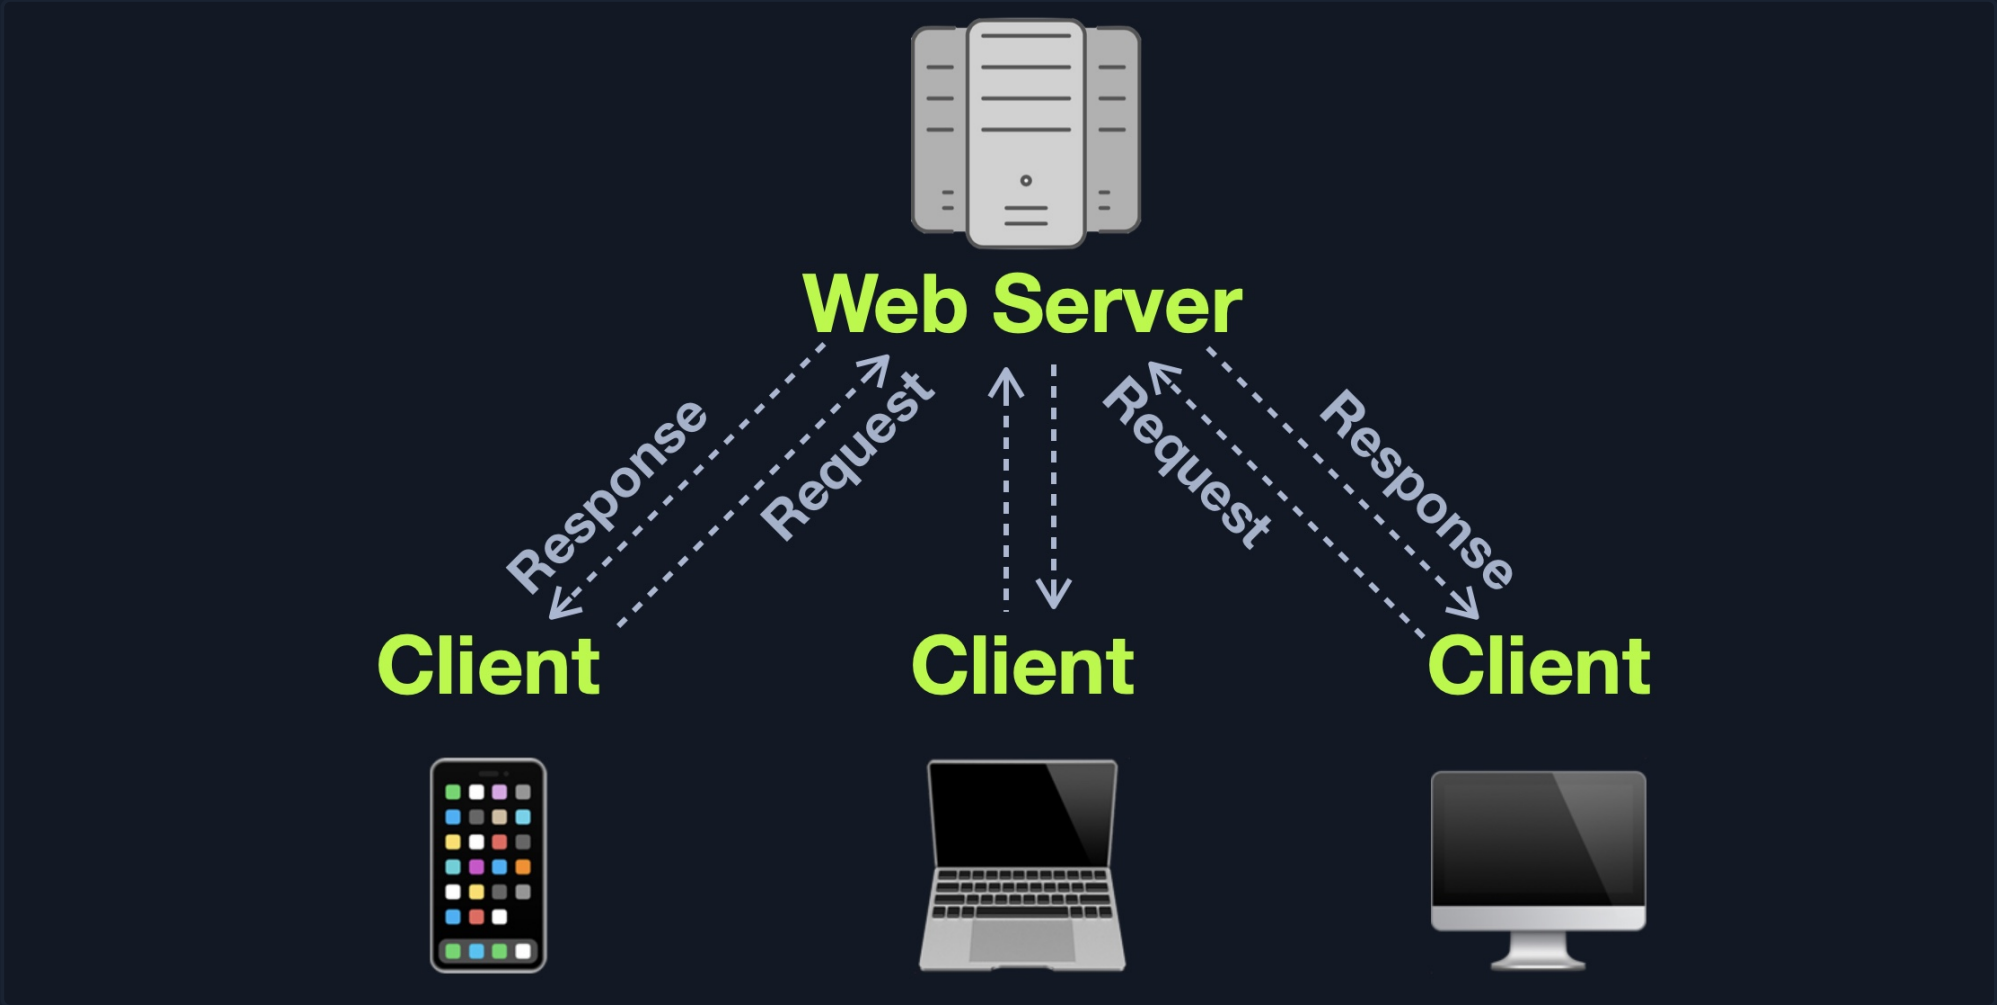 Web Server
Response
Request
Request
Response
Client
Client
Client